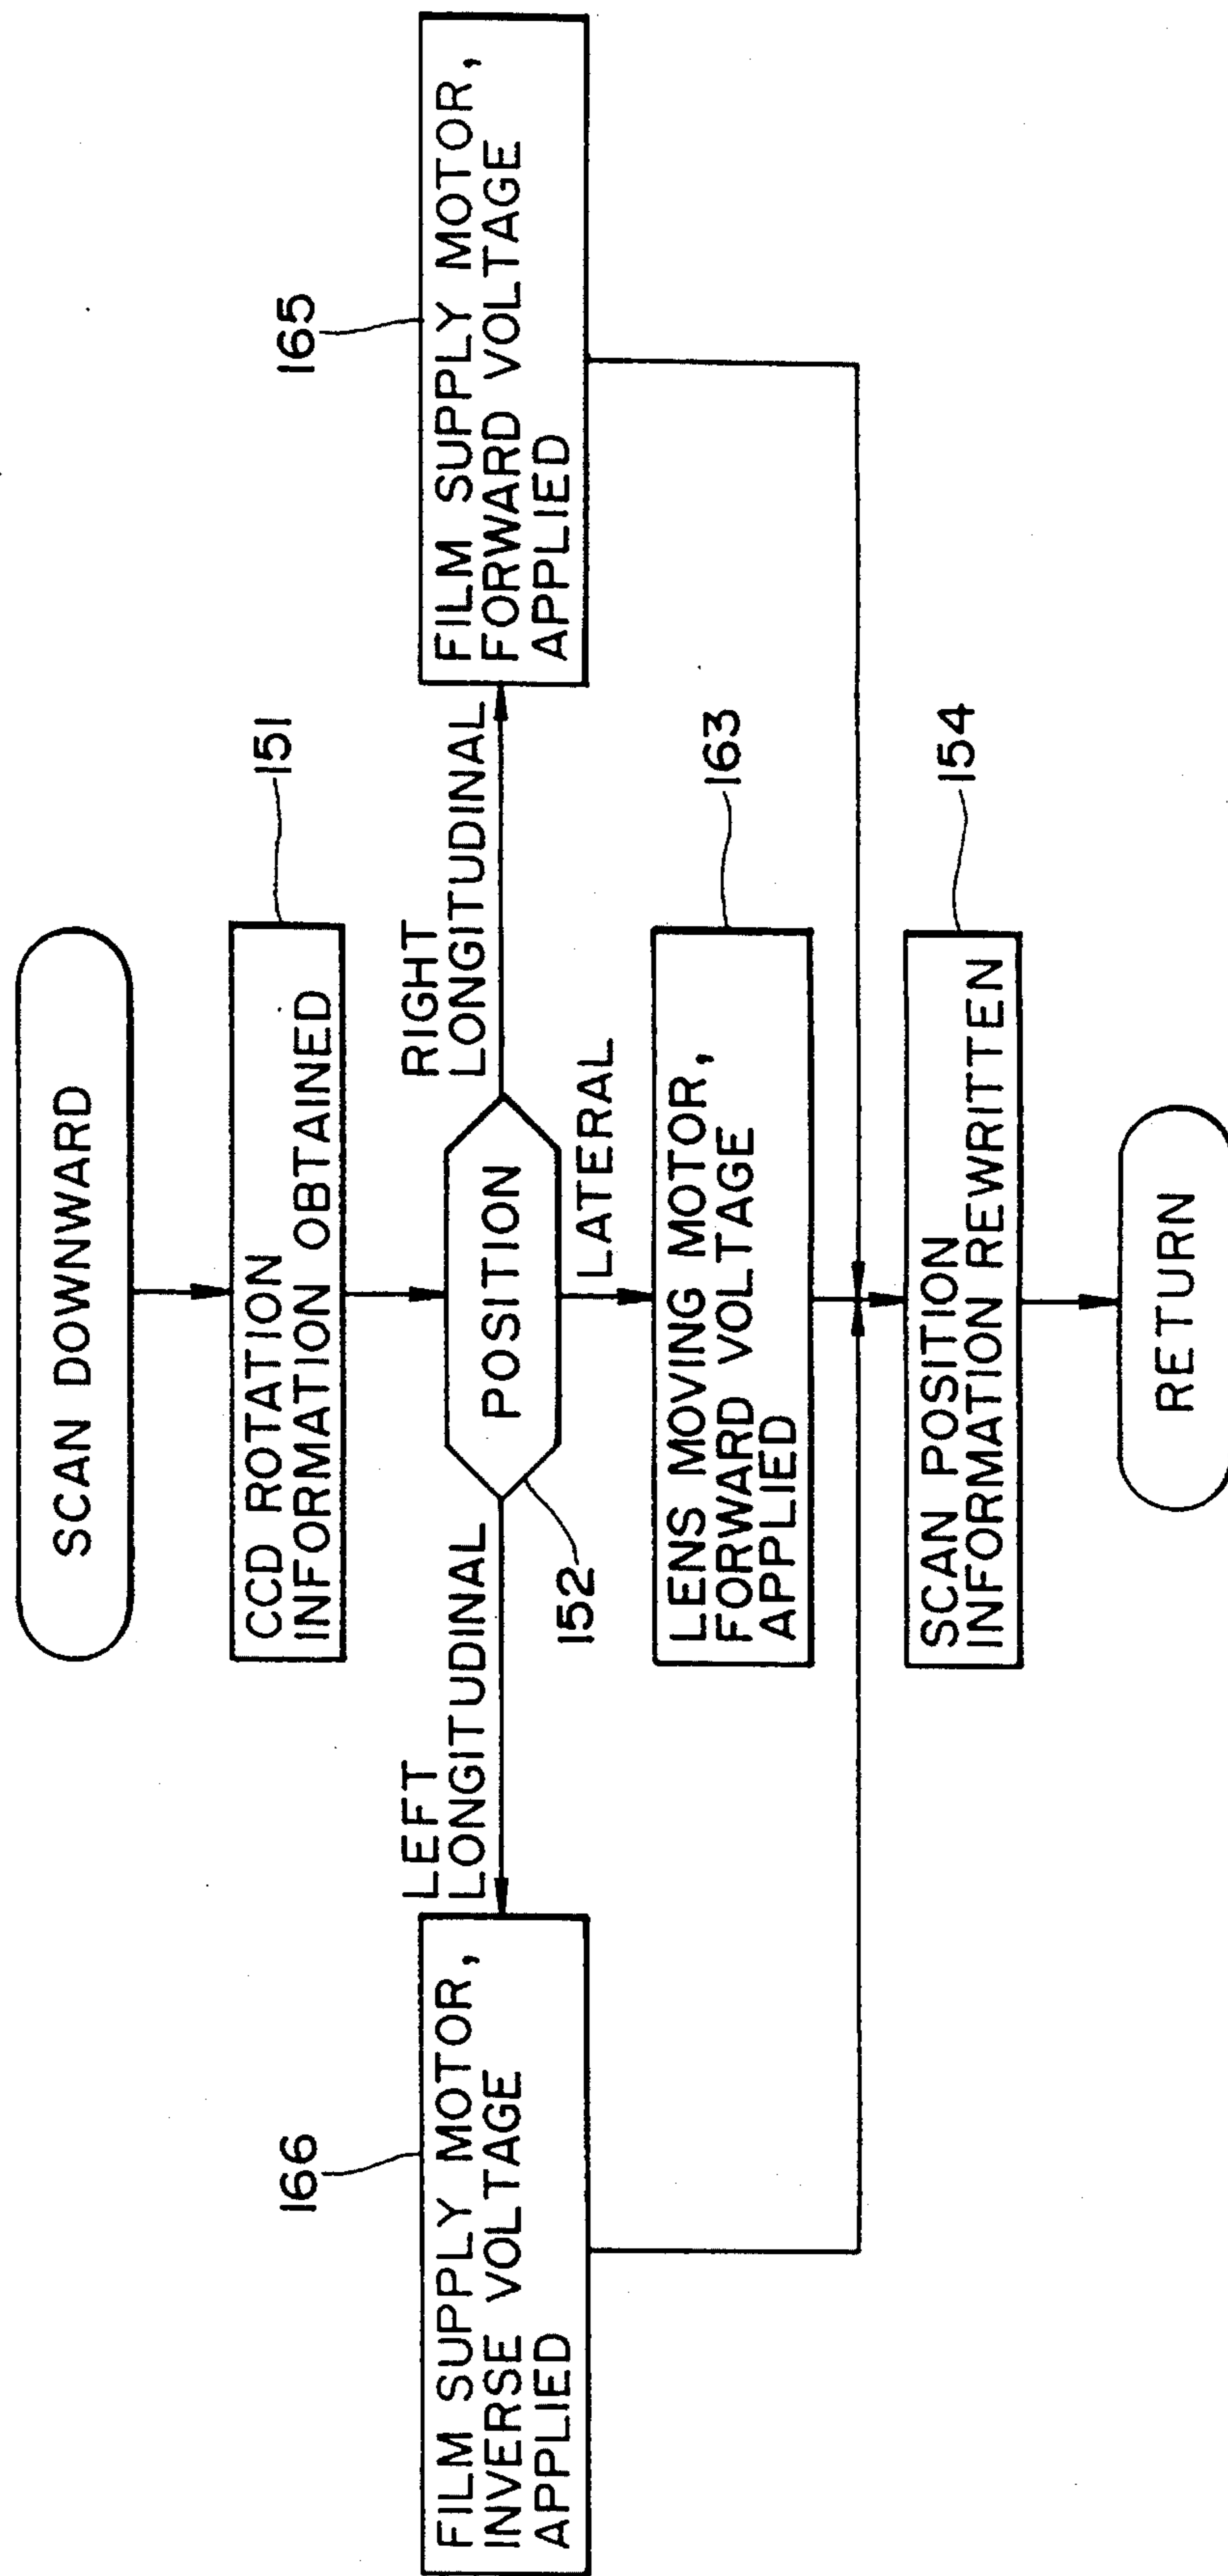 SCAN DOWNWARD
151
CCD ROTATION
INFORMATION OBTAINED
152
POSITION
LEFT
LONGITUDINAL
RIGHT
LONGITUDINAL
LATERAL
166
FILM SUPPLY MOTOR,
INVERSE VOLTAGE
APPLIED
165
FILM SUPPLY MOTOR,
FORWARD VOLTAGE
APPLIED
163
LENS MOVING MOTOR,
FORWARD VOLTAGE
APPLIED
154
SCAN POSITION
INFORMATION REWRITTEN
RETURN